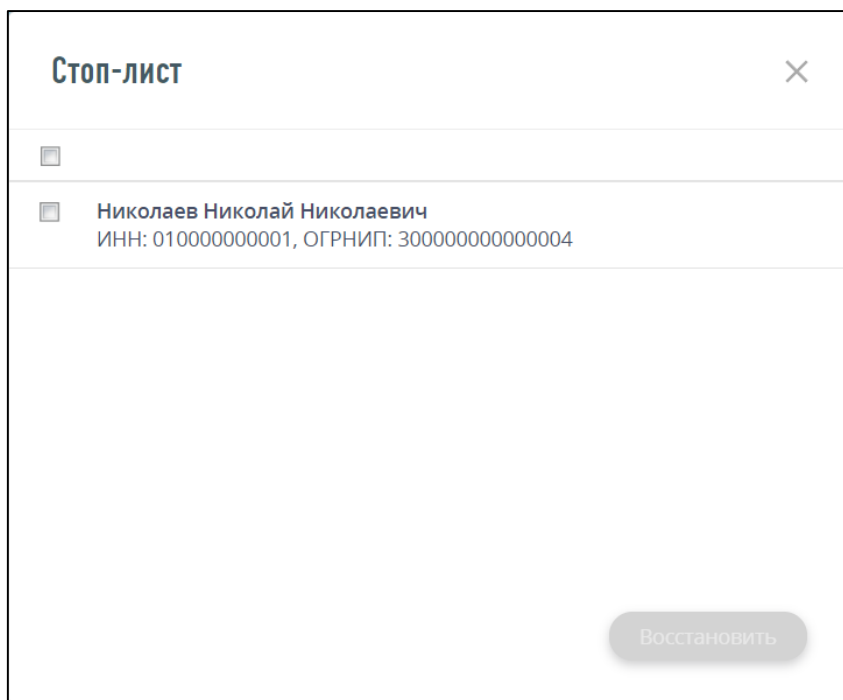 Стоп-лист
Николаев Николай Николаевич
ИНН: 010000000001, ОГРНИП: 300000000000004
Восстановить